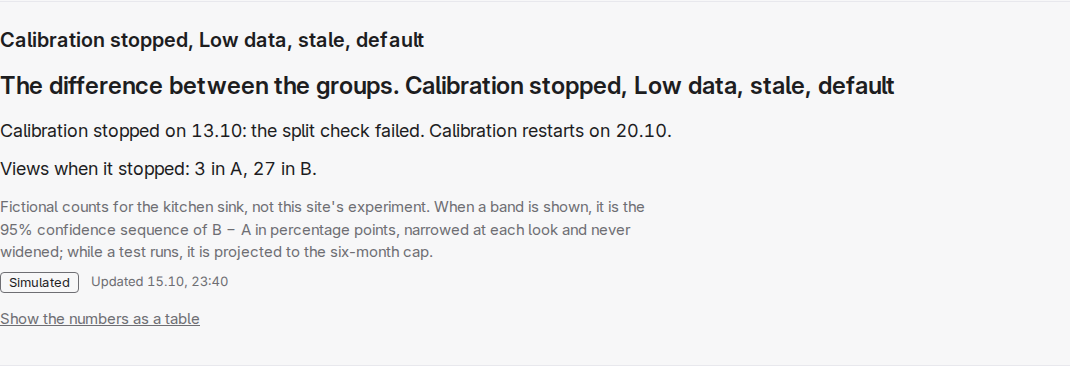 Calibration stopped, Low data, stale, default
The difference between the groups. Calibration stopped, Low data, stale, default
Calibration stopped on 13.10: the split check failed. Calibration restarts on 20.10.
Views when it stopped: 3 in A, 27 in B.
Fictional counts for the kitchen sink, not this site's experiment. When a band is shown, it is the
95% confidence sequence of B − A in percentage points, narrowed at each look and never
widened; while a test runs, it is projected to the six-month cap.
Simulated Updated 15.10, 23:40
Show the numbers as a table